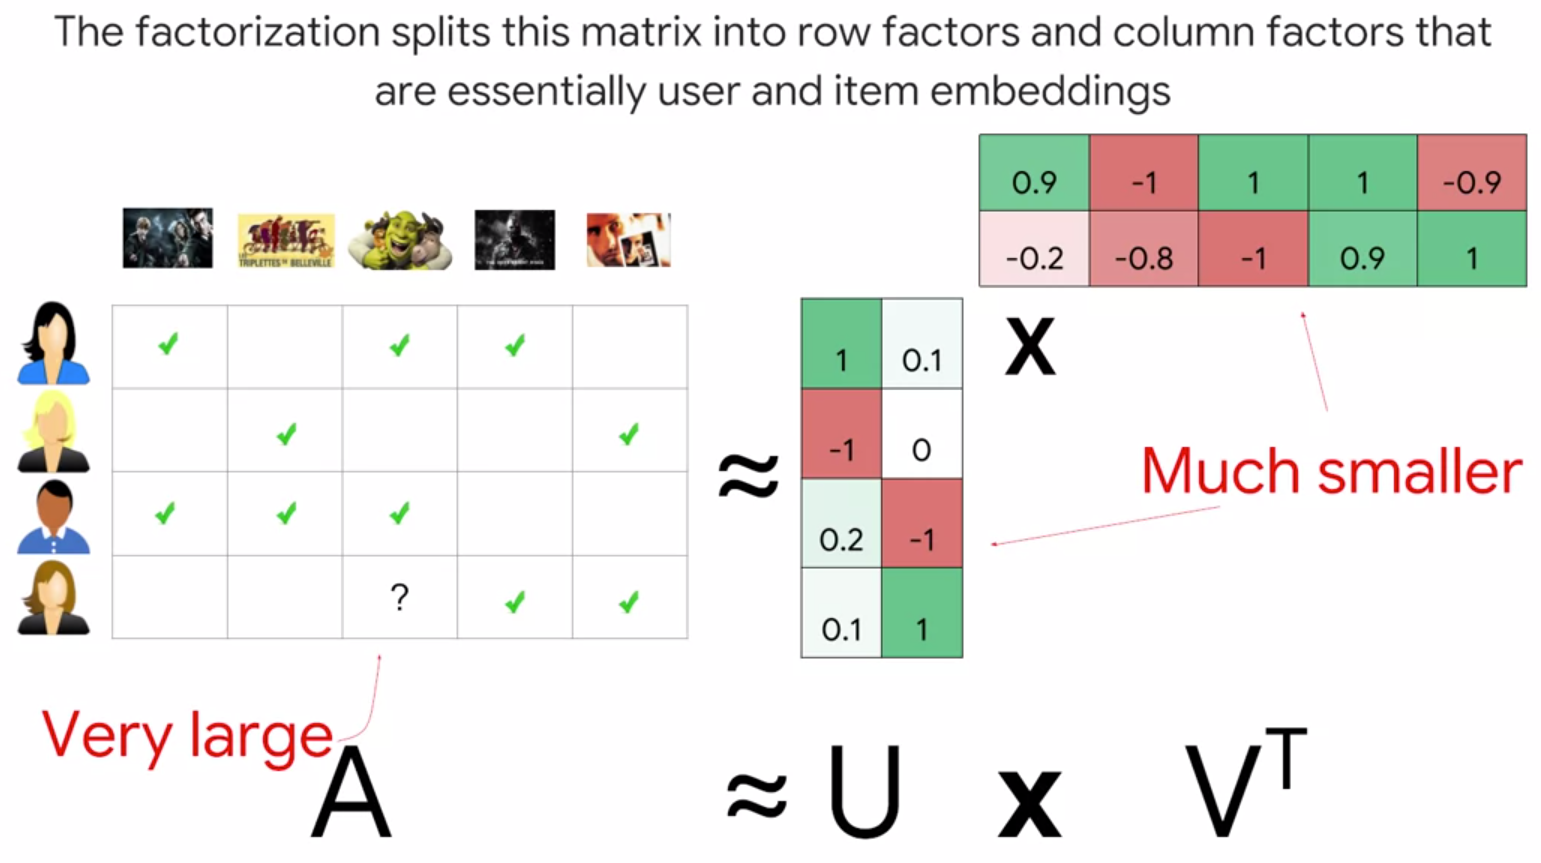 The factorization splits this matrix into row factors and column factors that
are essentially user and item embeddings
0.9 -1 1 1 -0.9
-0.2 -0.8 -1 0.9 1
TRIPLETTES DE BELLEVILLE
1 0.1
x
-1 0
≈
Much smaller
0.2 -1
?
0.1 1
Very large
A ≈ U x Vᵀ